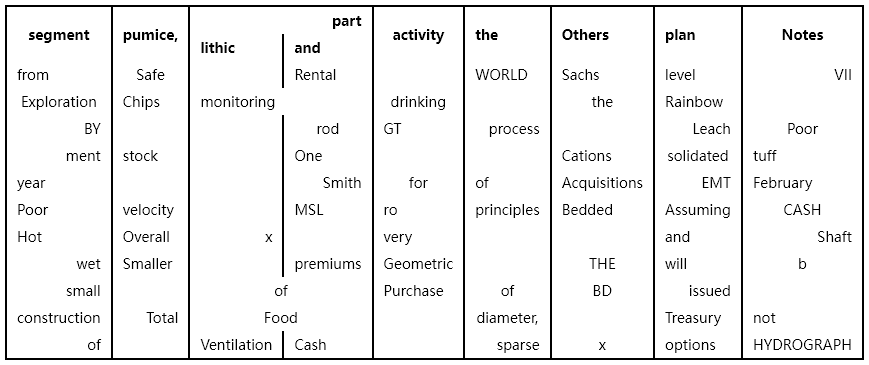 part
segment pumice, lithic and activity the Others plan Notes
from Safe Rental WORLD Sachs level VII
Exploration Chips monitoring drinking the Rainbow
BY rod GT process Leach Poor
ment stock One Cations solidated tuff
year Smith for of Acquisitions EMT February
Poor velocity MSL ro principles Bedded Assuming CASH
Hot Overall x very and Shaft
wet Smaller premiums Geometric THE will b
small of Purchase of BD issued
construction Total Food diameter, Treasury not
of Ventilation Cash sparse x options HYDROGRAPH